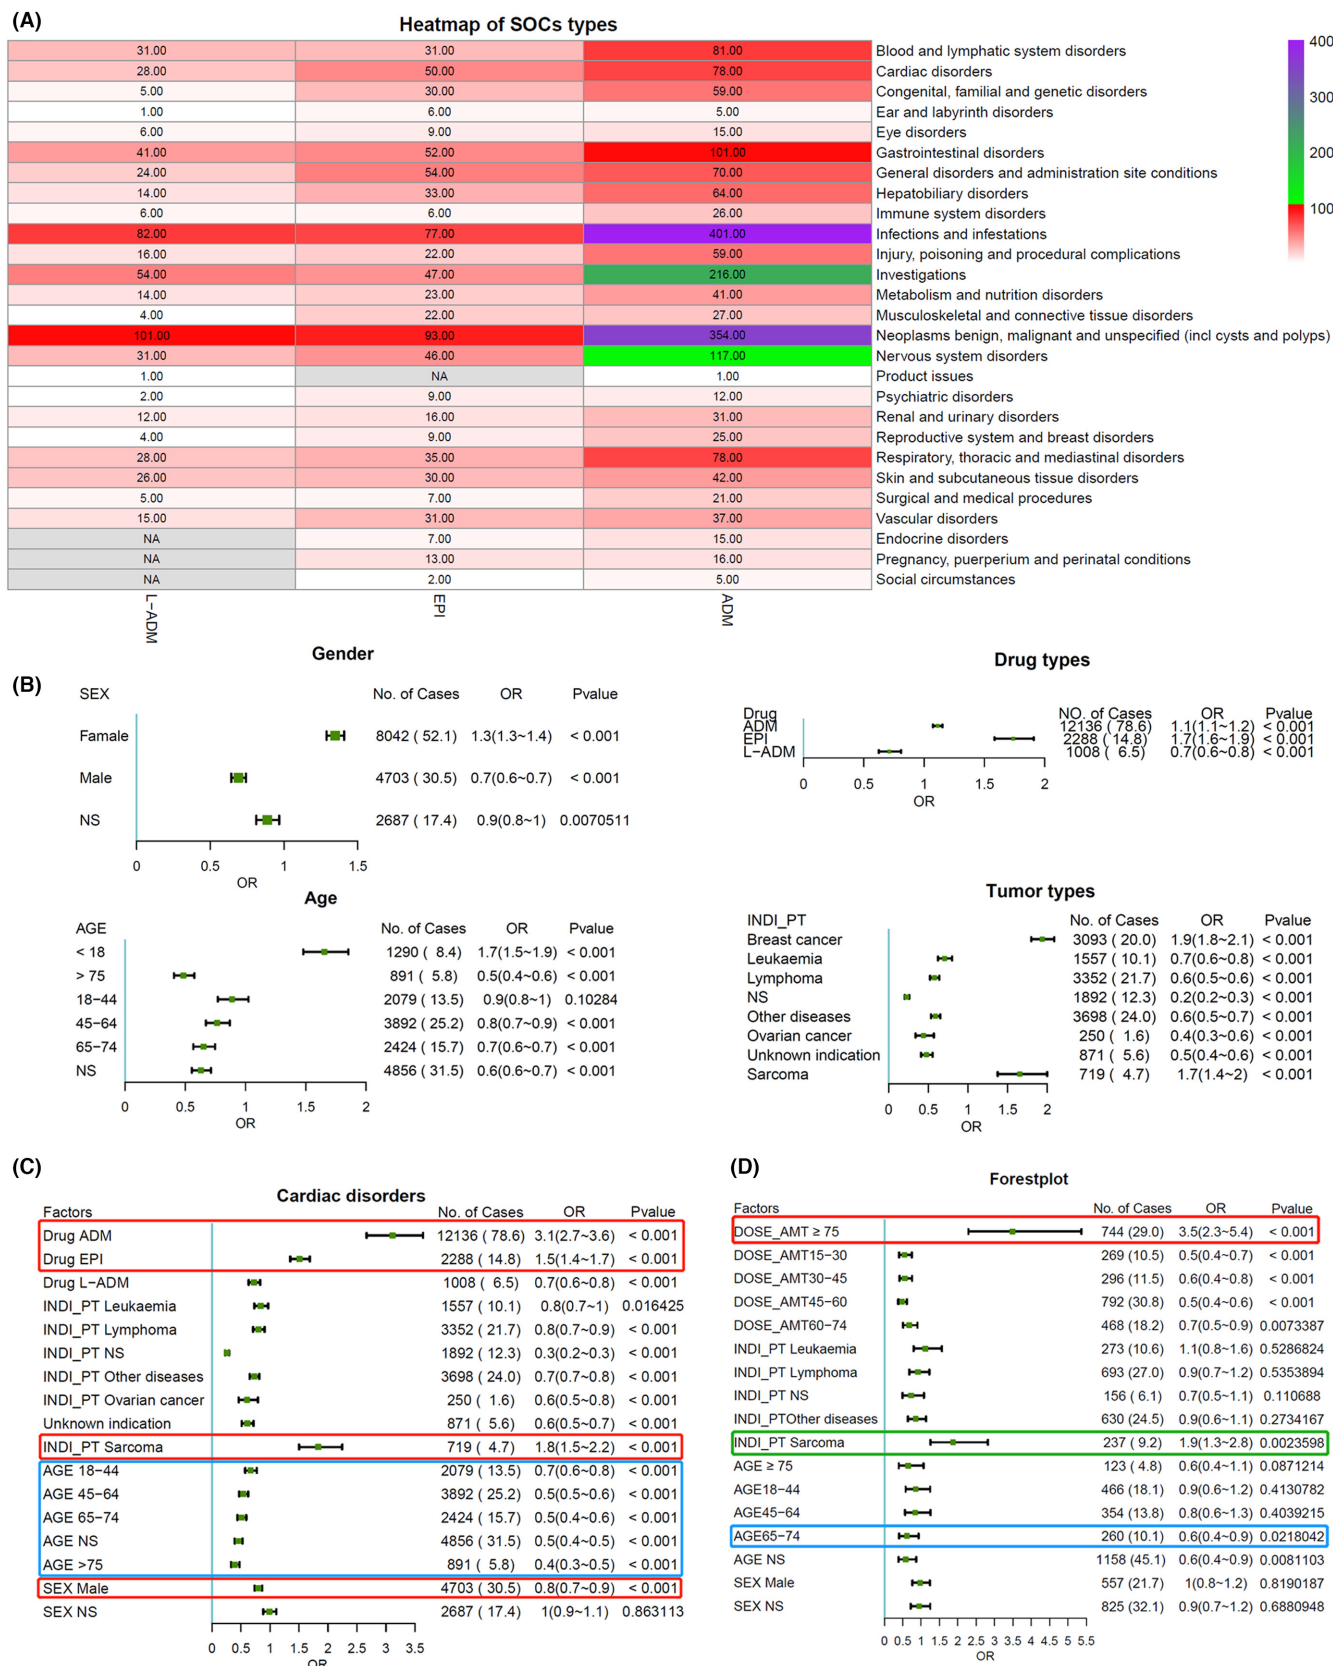 (A)
Heatmap of SOCs types
31.00 31.00 81.00 Blood and lymphatic system disorders
28.00 50.00 78.00 Cardiac disorders
5.00 30.00 59.00 Congenital, familial and genetic disorders
1.00 6.00 5.00 Ear and labyrinth disorders
6.00 9.00 15.00 Eye disorders
41.00 52.00 101.00 Gastrointestinal disorders
24.00 54.00 70.00 General disorders and administration site conditions
14.00 33.00 64.00 Hepatobiliary disorders
6.00 6.00 26.00 Immune system disorders
82.00 77.00 401.00 Infections and infestations
16.00 22.00 59.00 Injury, poisoning and procedural complications
54.00 47.00 216.00 Investigations
14.00 23.00 41.00 Metabolism and nutrition disorders
4.00 22.00 27.00 Musculoskeletal and connective tissue disorders
101.00 93.00 354.00 Neoplasms benign, malignant and unspecified (incl cysts and polyps)
31.00 46.00 117.00 Nervous system disorders
1.00 NA 1.00 Product issues
2.00 9.00 12.00 Psychiatric disorders
12.00 16.00 31.00 Renal and urinary disorders
4.00 9.00 25.00 Reproductive system and breast disorders
28.00 35.00 78.00 Respiratory, thoracic and mediastinal disorders
26.00 30.00 42.00 Skin and subcutaneous tissue disorders
5.00 7.00 21.00 Surgical and medical procedures
15.00 31.00 37.00 Vascular disorders
NA 7.00 15.00 Endocrine disorders
NA 13.00 16.00 Pregnancy, puerperium and perinatal conditions
NA 2.00 5.00 Social circumstances
L−ADM EPI ADM
400
300
200
100
(B)
Gender
SEX No. of Cases OR Pvalue
Famale 8042 ( 52.1) 1.3(1.3~1.4) < 0.001
Male 4703 ( 30.5) 0.7(0.6~0.7) < 0.001
NS 2687 ( 17.4) 0.9(0.8~1) 0.0070511
0 0.5 1 1.5
OR
Drug types
Drug NO. of Cases OR Pvalue
ADM 12136 ( 78.6) 1.1(1.1~1.2) < 0.001
EPI 2288 ( 14.8) 1.7(1.6~1.9) < 0.001
L−ADM 1008 ( 6.5) 0.7(0.6~0.8) < 0.001
0 0.5 1 1.5 2
OR
Age
AGE No. of Cases OR Pvalue
< 18 1290 ( 8.4) 1.7(1.5~1.9) < 0.001
> 75 891 ( 5.8) 0.5(0.4~0.6) < 0.001
18−44 2079 ( 13.5) 0.9(0.8~1) 0.10284
45−64 3892 ( 25.2) 0.8(0.7~0.9) < 0.001
65−74 2424 ( 15.7) 0.7(0.6~0.7) < 0.001
NS 4856 ( 31.5) 0.6(0.6~0.7) < 0.001
0 0.5 1 1.5 2
OR
Tumor types
INDI_PT No. of Cases OR Pvalue
Breast cancer 3093 ( 20.0) 1.9(1.8~2.1) < 0.001
Leukaemia 1557 ( 10.1) 0.7(0.6~0.8) < 0.001
Lymphoma 3352 ( 21.7) 0.6(0.5~0.6) < 0.001
NS 1892 ( 12.3) 0.2(0.2~0.3) < 0.001
Other diseases 3698 ( 24.0) 0.6(0.5~0.7) < 0.001
Ovarian cancer 250 ( 1.6) 0.4(0.3~0.6) < 0.001
Unknown indication 871 ( 5.6) 0.5(0.4~0.6) < 0.001
Sarcoma 719 ( 4.7) 1.7(1.4~2) < 0.001
0 0.5 1 1.5 2
OR
(C)
Cardiac disorders
Factors No. of Cases OR Pvalue
Drug ADM 12136 ( 78.6) 3.1(2.7~3.6) < 0.001
Drug EPI 2288 ( 14.8) 1.5(1.4~1.7) < 0.001
Drug L−ADM 1008 ( 6.5) 0.7(0.6~0.8) < 0.001
INDI_PT Leukaemia 1557 ( 10.1) 0.8(0.7~1) 0.016425
INDI_PT Lymphoma 3352 ( 21.7) 0.8(0.7~0.9) < 0.001
INDI_PT NS 1892 ( 12.3) 0.3(0.2~0.3) < 0.001
INDI_PT Other diseases 3698 ( 24.0) 0.7(0.7~0.8) < 0.001
INDI_PT Ovarian cancer 250 ( 1.6) 0.6(0.5~0.8) < 0.001
Unknown indication 871 ( 5.6) 0.6(0.5~0.7) < 0.001
INDI_PT Sarcoma 719 ( 4.7) 1.8(1.5~2.2) < 0.001
AGE 18−44 2079 ( 13.5) 0.7(0.6~0.8) < 0.001
AGE 45−64 3892 ( 25.2) 0.5(0.5~0.6) < 0.001
AGE 65−74 2424 ( 15.7) 0.5(0.4~0.6) < 0.001
AGE NS 4856 ( 31.5) 0.5(0.4~0.5) < 0.001
AGE >75 891 ( 5.8) 0.4(0.3~0.5) < 0.001
SEX Male 4703 ( 30.5) 0.8(0.7~0.9) < 0.001
SEX NS 2687 ( 17.4) 1(0.9~1.1) 0.863113
0 0.5 1 1.5 2 2.5 3 3.5
OR
(D)
Forestplot
Factors No. of Cases OR Pvalue
DOSE_AMT ≥ 75 744 (29.0) 3.5(2.3~5.4) < 0.001
DOSE_AMT15-30 269 (10.5) 0.5(0.4~0.7) < 0.001
DOSE_AMT30-45 296 (11.5) 0.6(0.4~0.8) < 0.001
DOSE_AMT45-60 792 (30.8) 0.5(0.4~0.6) < 0.001
DOSE_AMT60-74 468 (18.2) 0.7(0.5~0.9) 0.0073387
INDI_PT Leukaemia 273 (10.6) 1.1(0.8~1.6) 0.5286824
INDI_PT Lymphoma 693 (27.0) 0.9(0.7~1.2) 0.5353894
INDI_PT NS 156 (6.1) 0.7(0.5~1.1) 0.110688
INDI_PTOther diseases 630 (24.5) 0.9(0.6~1.1) 0.2734167
INDI_PT Sarcoma 237 (9.2) 1.9(1.3~2.8) 0.0023598
AGE ≥ 75 123 (4.8) 0.6(0.4~1.1) 0.0871214
AGE18-44 466 (18.1) 0.9(0.6~1.2) 0.4130782
AGE45-64 354 (13.8) 0.8(0.6~1.3) 0.4039215
AGE65-74 260 (10.1) 0.6(0.4~0.9) 0.0218042
AGE NS 1158 (45.1) 0.6(0.4~0.9) 0.0081103
SEX Male 557 (21.7) 1(0.8~1.2) 0.8190187
SEX NS 825 (32.1) 0.9(0.7~1.2) 0.6880948
0 0.5 1 1.5 2 2.5 3 3.5 4 4.5 5 5.5
OR